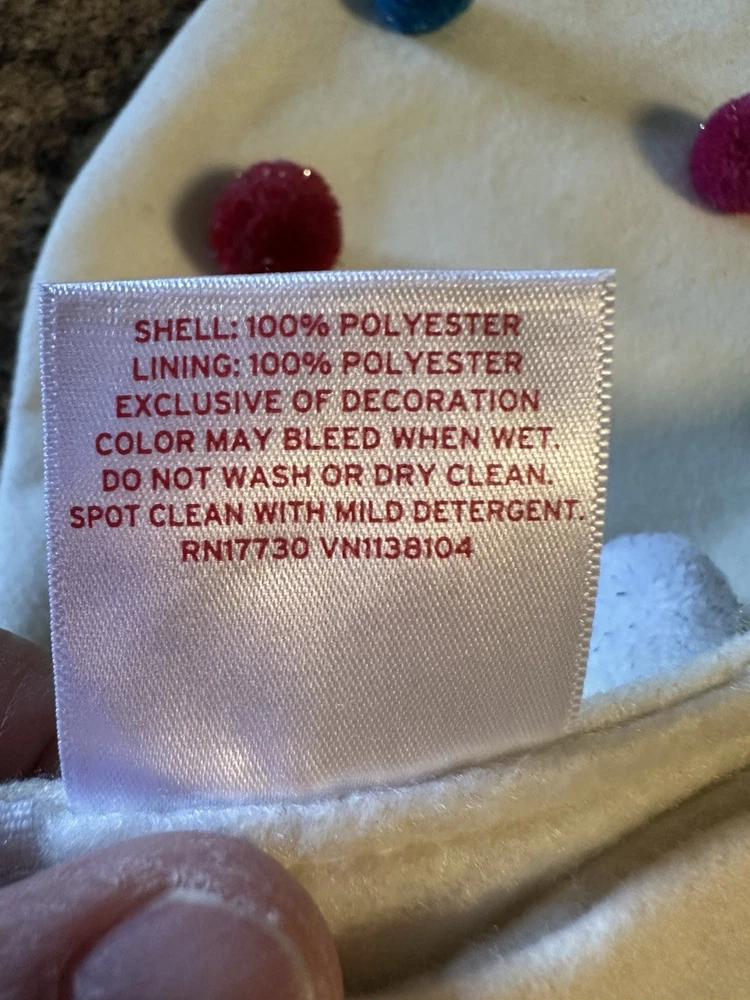 SHELL: 100% POLYESTER
LINING: 100% POLYESTER
EXCLUSIVE OF DECORATION
COLOR MAY BLEED WHEN WET.
DO NOT WASH OR DRY CLEAN.
SPOT CLEAN WITH MILD DETERGENT.
RN17730 VN1138104